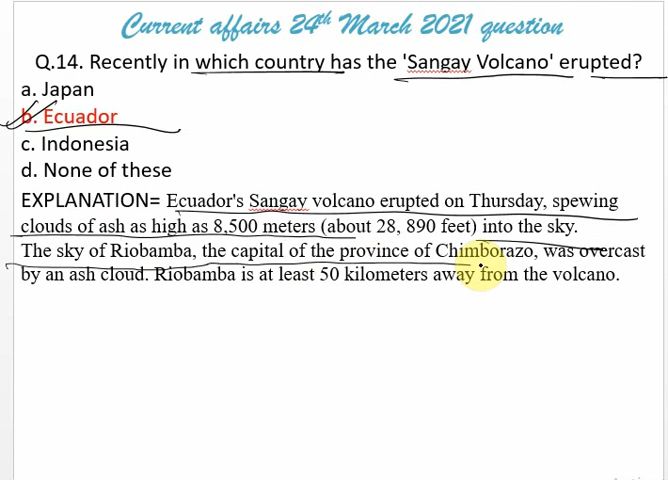 Current affairs 24th March 2021 question
Q.14. Recently in which country has the 'Sangay Volcano' erupted?
a. Japan
b. Ecuador
c. Indonesia
d. None of these
EXPLANATION= Ecuador's Sangay volcano erupted on Thursday, spewing
clouds of ash as high as 8,500 meters (about 28, 890 feet) into the sky.
The sky of Riobamba, the capital of the province of Chimborazo, was overcast
by an ash cloud. Riobamba is at least 50 kilometers away from the volcano.